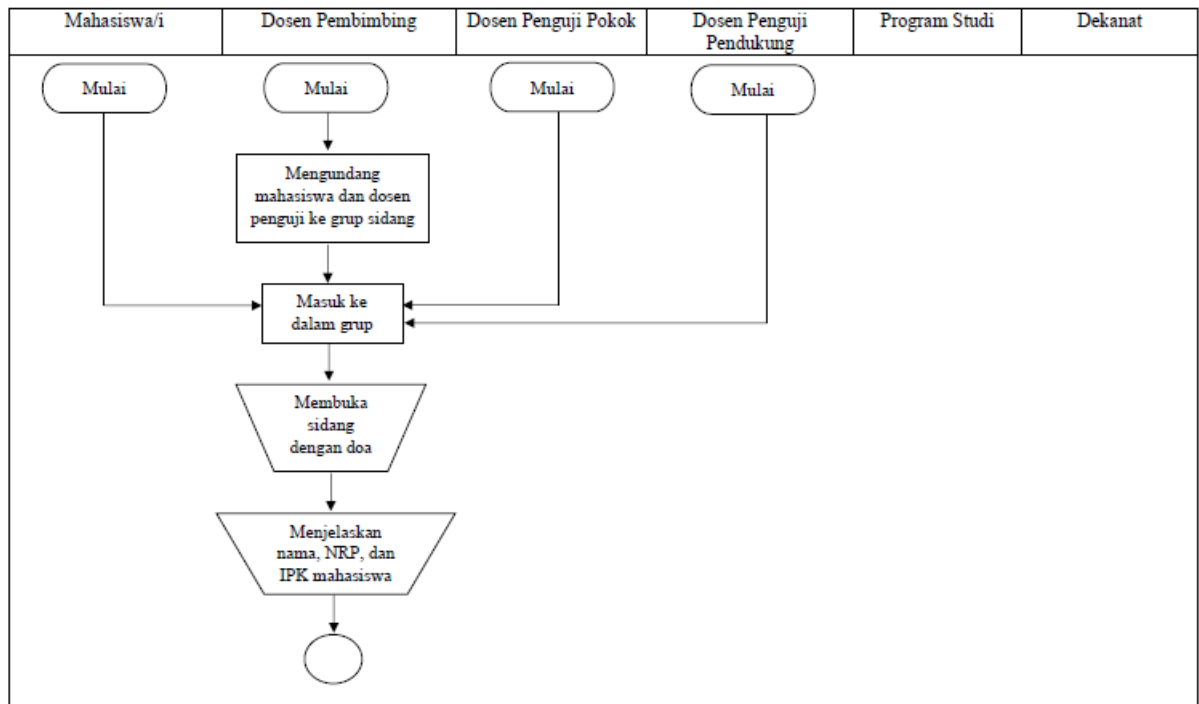 Mahasiswa/i
Dosen Pembimbing
Dosen Penguji Pokok
Dosen Penguji
Pendukung
Program Studi
Dekanat
Mulai
Mulai
Mulai
Mulai
Mengundang
mahasiswa dan dosen
penguji ke grup sidang
Masuk ke
dalam grup
Membuka
sidang
dengan doa
Menjelaskan
nama, NRP, dan
IPK mahasiswa